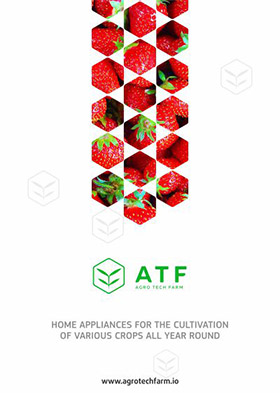 ATF
AGRO TECH FARM
HOME APPLIANCES FOR THE CULTIVATION
OF VARIOUS CROPS ALL YEAR ROUND
www.agrotechfarm.io